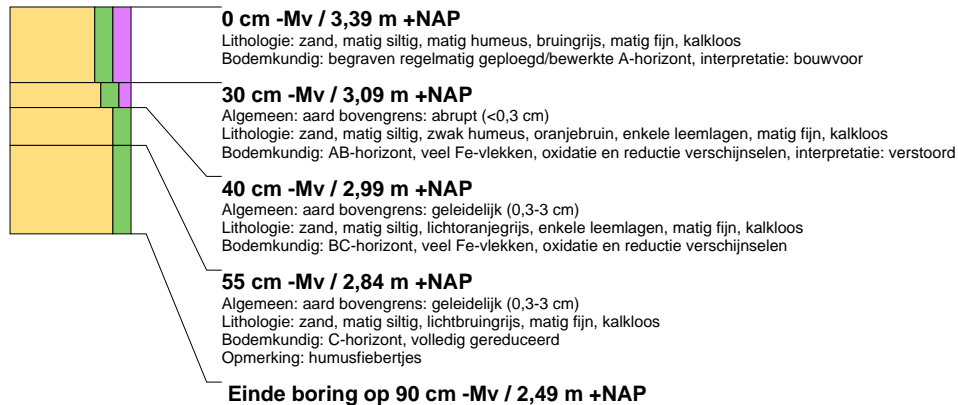 0 cm -Mv / 3,39 m +NAP
Lithologie: zand, matig siltig, matig humeus, bruingrijs, matig fijn, kalkloos
Bodemkundig: begraven regelmatig geploegd/bewerkte A-horizont, interpretatie: bouwvoor
30 cm -Mv / 3,09 m +NAP
Algemeen: aard bovengrens: abrupt (<0,3 cm)
Lithologie: zand, matig siltig, zwak humeus, oranjebruin, enkele leemlagen, matig fijn, kalkloos
Bodemkundig: AB-horizont, veel Fe-vlekken, oxidatie en reductie verschijnselen, interpretatie: verstoord
40 cm -Mv / 2,99 m +NAP
Algemeen: aard bovengrens: geleidelijk (0,3-3 cm)
Lithologie: zand, matig siltig, lichtoranjegrijs, enkele leemlagen, matig fijn, kalkloos
Bodemkundig: BC-horizont, veel Fe-vlekken, oxidatie en reductie verschijnselen
55 cm -Mv / 2,84 m +NAP
Algemeen: aard bovengrens: geleidelijk (0,3-3 cm)
Lithologie: zand, matig siltig, lichtbruingrijs, matig fijn, kalkloos
Bodemkundig: C-horizont, volledig gereduceerd
Opmerking: humusfiebertjes
Einde boring op 90 cm -Mv / 2,49 m +NAP